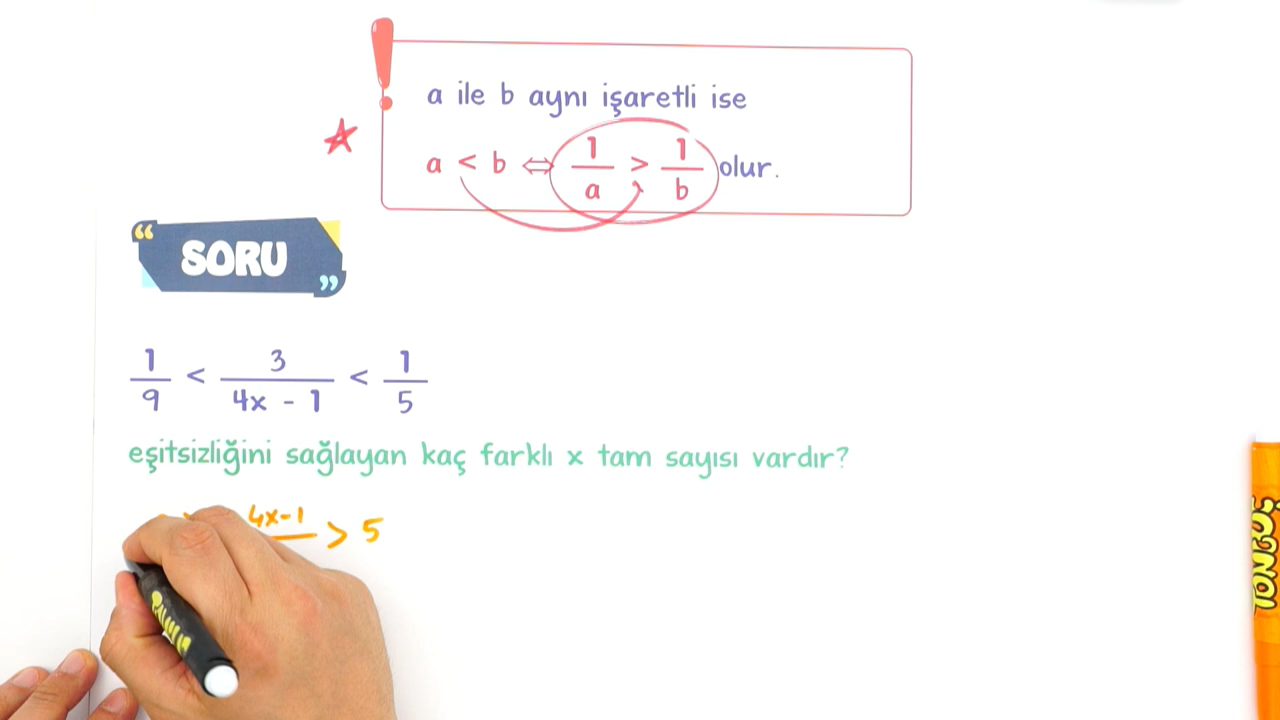 a ile b aynı işaretli ise
a < b ⇔ 1/a > 1/b olur.
“ SORU ”
1/9 < 3/(4x - 1) < 1/5
eşitsizliğini sağlayan kaç farklı x tam sayısı vardır?
4x-1 > 5
TONGUÇ